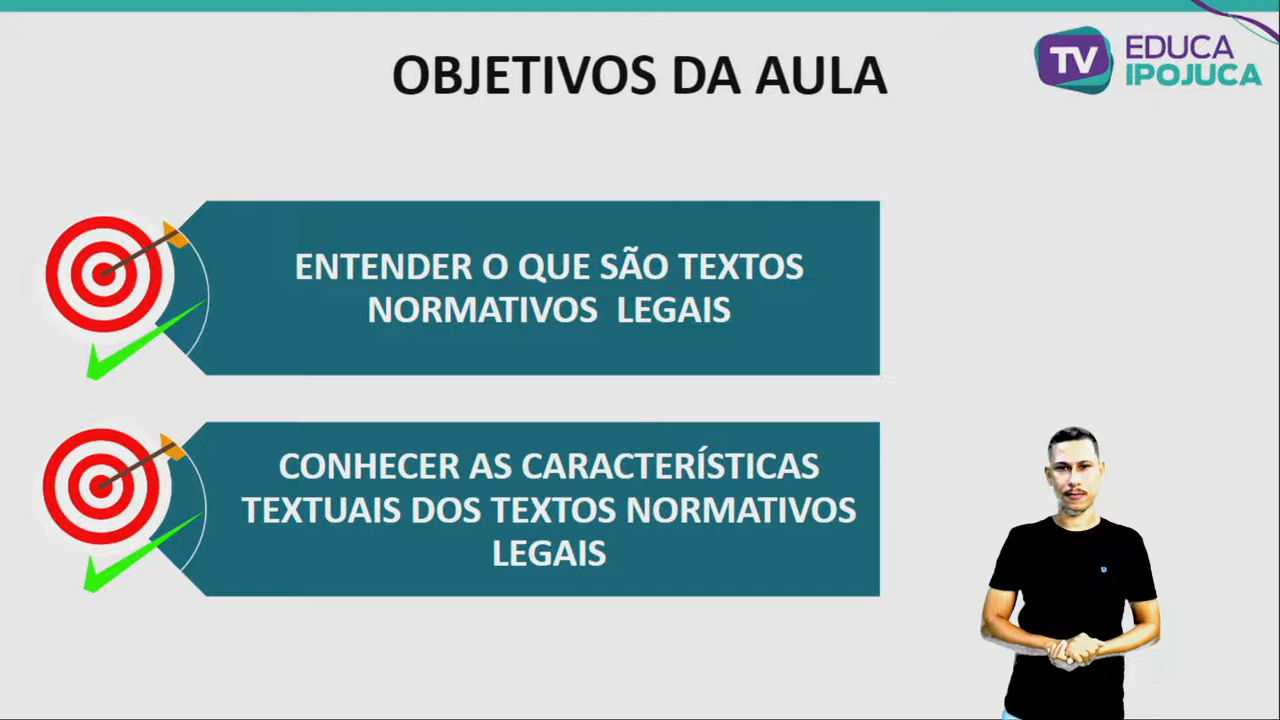 OBJETIVOS DA AULA
TV EDUCA
IPOJUCA
ENTENDER O QUE SÃO TEXTOS
NORMATIVOS LEGAIS
CONHECER AS CARACTERÍSTICAS
TEXTUAIS DOS TEXTOS NORMATIVOS
LEGAIS